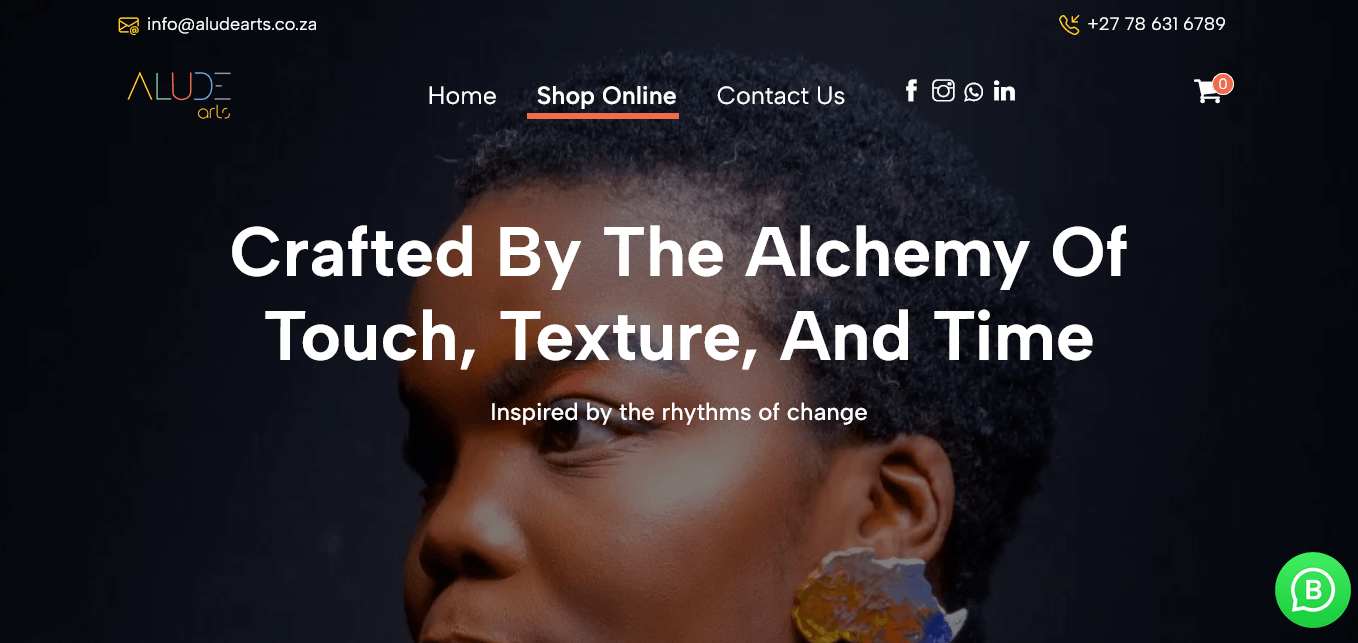 info@aludearts.co.za
+27 78 631 6789
ALUDE
arts
Home
Shop Online
Contact Us
0
Crafted By The Alchemy Of
Touch, Texture, And Time
Inspired by the rhythms of change
B